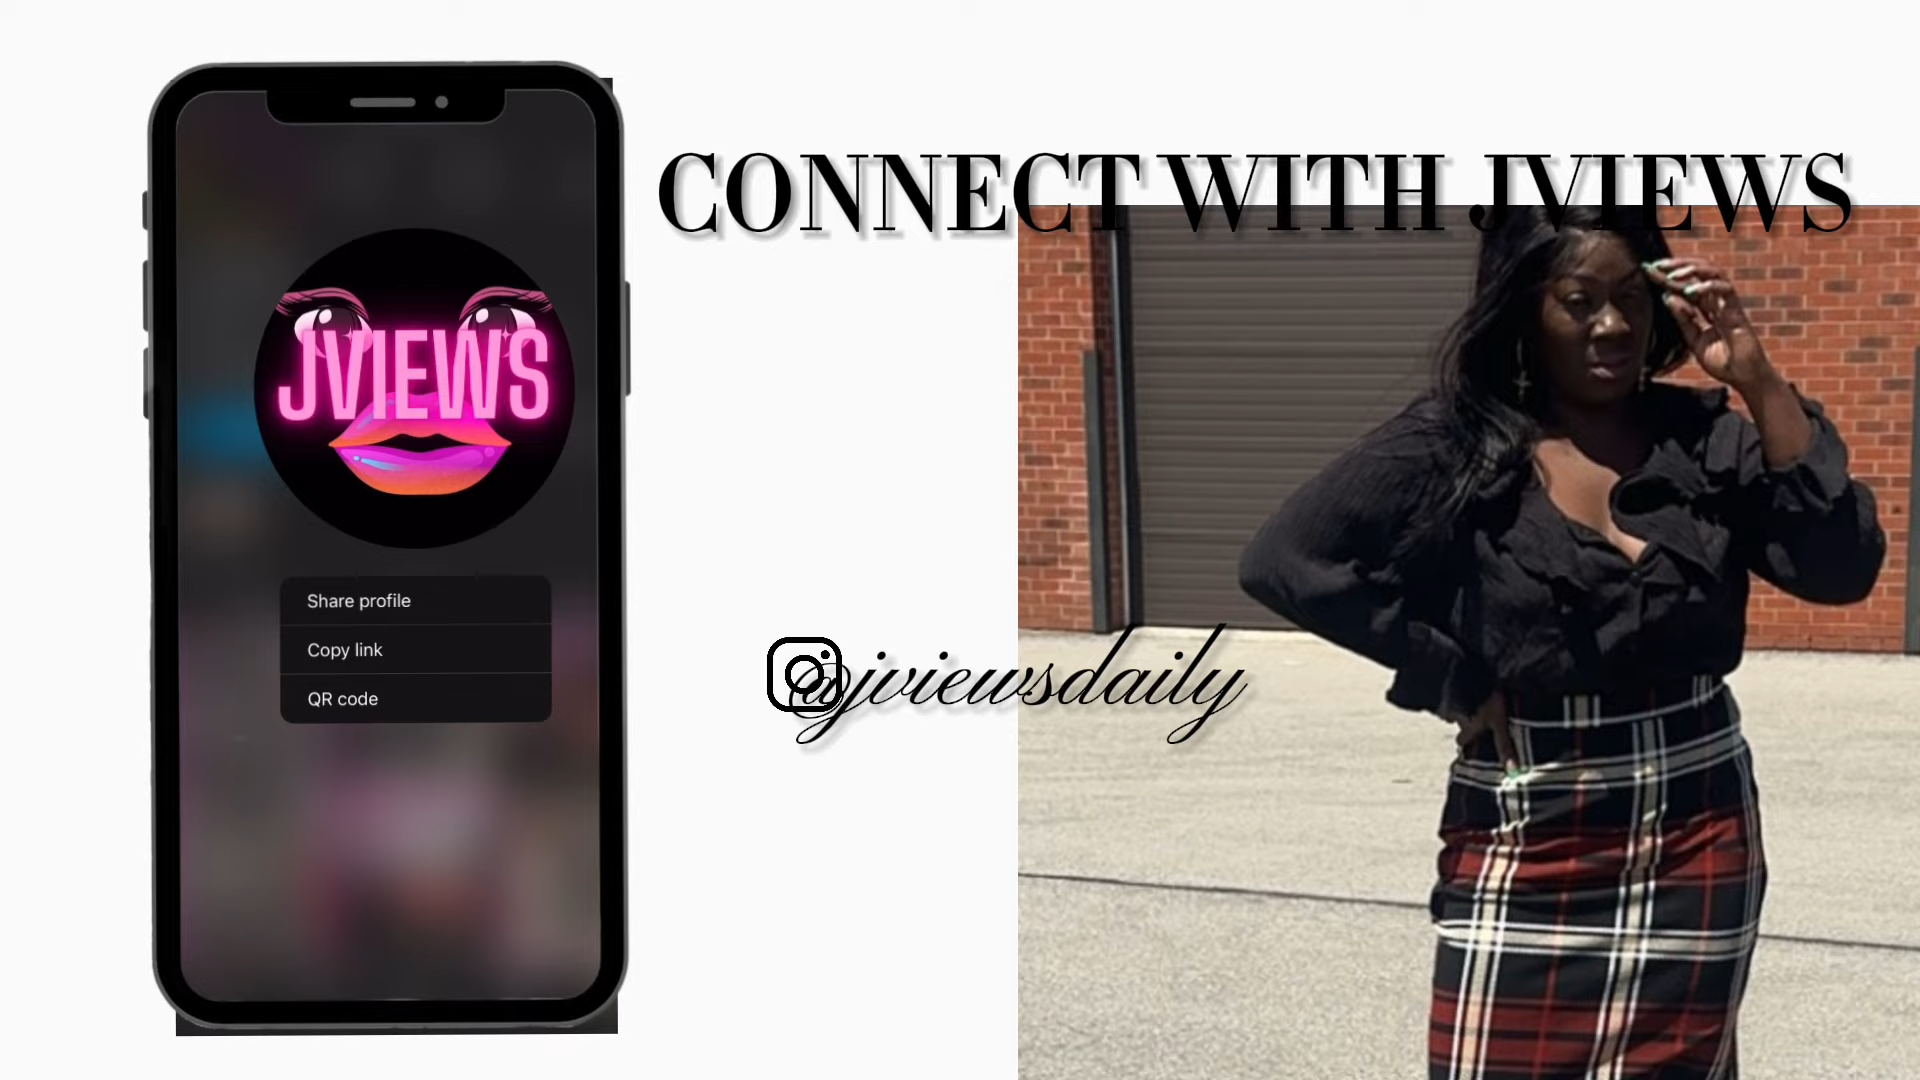 CONNECT WITH JVIEWS
JVIEWS
Share profile
Copy link
QR code
@jviewsdaily